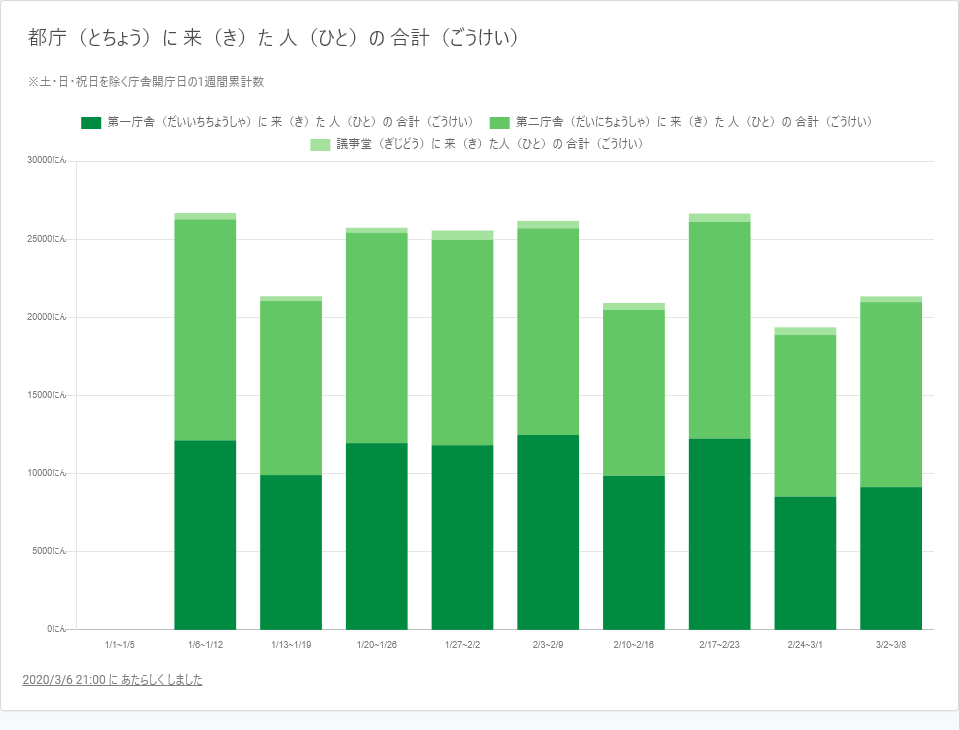 都庁（とちょう）に 来（き）た 人（ひと）の 合計（ごうけい）
※土・日・祝日を除く庁舎開庁日の1週間累計数
第一庁舎（だいいちちょうしゃ）に 来（き）た 人（ひと）の 合計（ごうけい）
第二庁舎（だいにちょうしゃ）に 来（き）た 人（ひと）の 合計（ごうけい）
議事堂（ぎじどう）に 来（き）た人（ひと）の 合計（ごうけい）
30000にん
25000にん
20000にん
15000にん
10000にん
5000にん
0にん
1/1~1/5
1/6~1/12
1/13~1/19
1/20~1/26
1/27~2/2
2/3~2/9
2/10~2/16
2/17~2/23
2/24~3/1
3/2~3/8
2020/3/6 21:00 に あたらしく しました